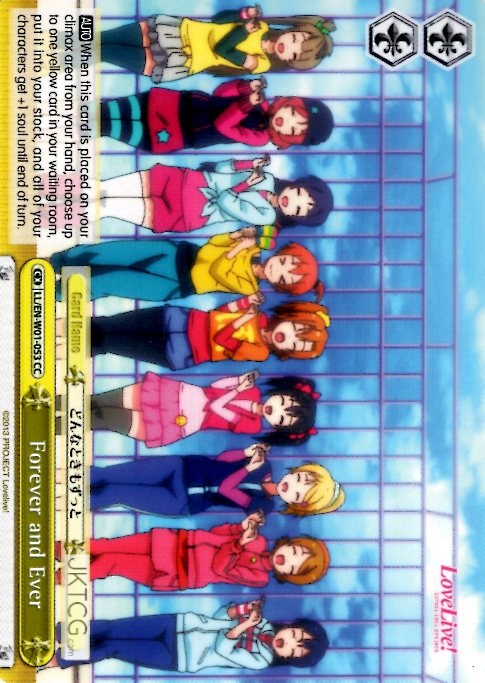 LoveLive!
AUTO When this card is placed on your
climax area from your hand, choose up
to one yellow card in your waiting room,
put it into your stock, and all of your
characters get +1 soul until end of turn.
Card Name
どんなときもずっと
JKTCG.com
CX LL/EN-W01-053 CC
Forever and Ever
©2013 PROJECT Lovelive!